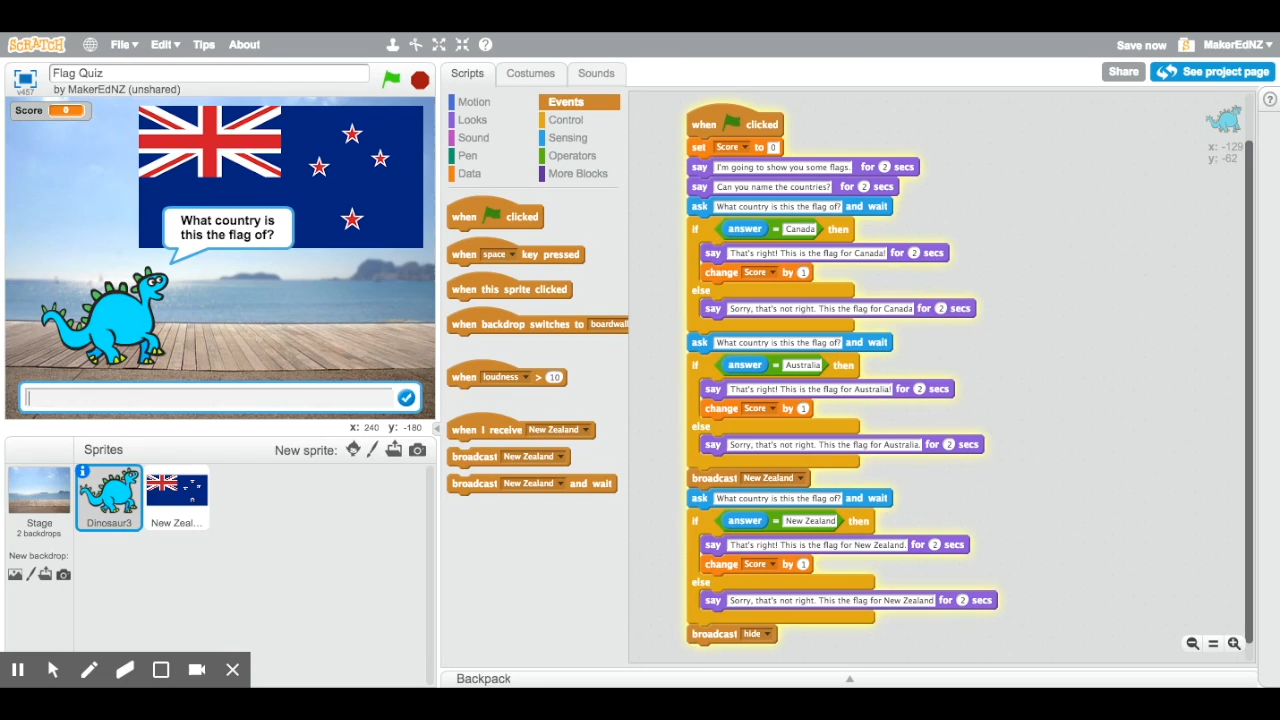 SCRATCH File Edit Tips About Save now MakerEdNZ
v457 Flag Quiz
by MakerEdNZ (unshared)
Scripts Costumes Sounds Share See project page
Score 0
What country is
this the flag of?
x: 240 y: -180
Sprites New sprite:
Stage
2 backdrops
Dinosaur3
New Zeal...
New backdrop:
Motion Events
Looks Control
Sound Sensing
Pen Operators
Data More Blocks
when clicked
when space key pressed
when this sprite clicked
when backdrop switches to boardwal
when loudness > 10
when I receive New Zealand
broadcast New Zealand
broadcast New Zealand and wait
when clicked
set Score to 0
say I'm going to show you some flags. for 2 secs
say Can you name the countries? for 2 secs
ask What country is this the flag of? and wait
if answer = Canada then
say That's right! This is the flag for Canada! for 2 secs
change Score by 1
else
say Sorry, that's not right. This the flag for Canada for 2 secs
ask What country is this the flag of? and wait
if answer = Australia then
say That's right! This is the flag for Australia! for 2 secs
change Score by 1
else
say Sorry, that's not right. This the flag for Australia. for 2 secs
broadcast New Zealand
ask What country is this the flag of? and wait
if answer = New Zealand then
say That's right! This is the flag for New Zealand. for 2 secs
change Score by 1
else
say Sorry, that's not right. This the flag for New Zealand for 2 secs
broadcast hide
x: -129
y: -62
Backpack